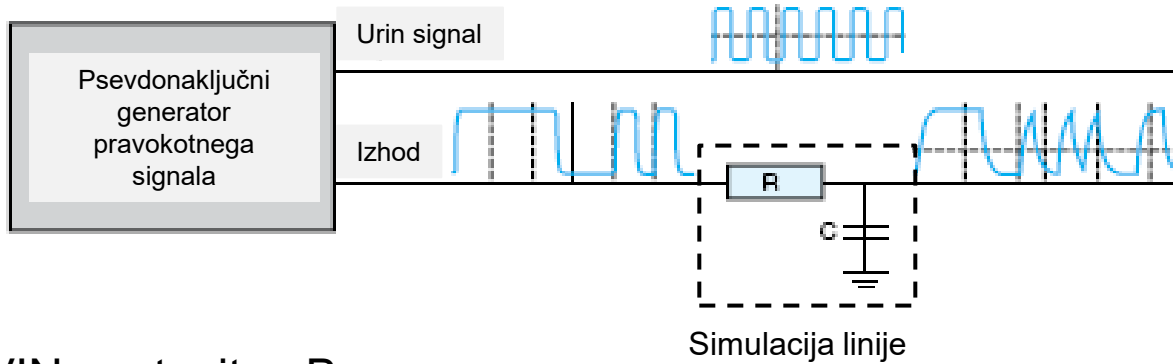 Urin signal
Psevdonaključni
generator
pravokotnega
signala
Izhod
R
C
Simulacija linije